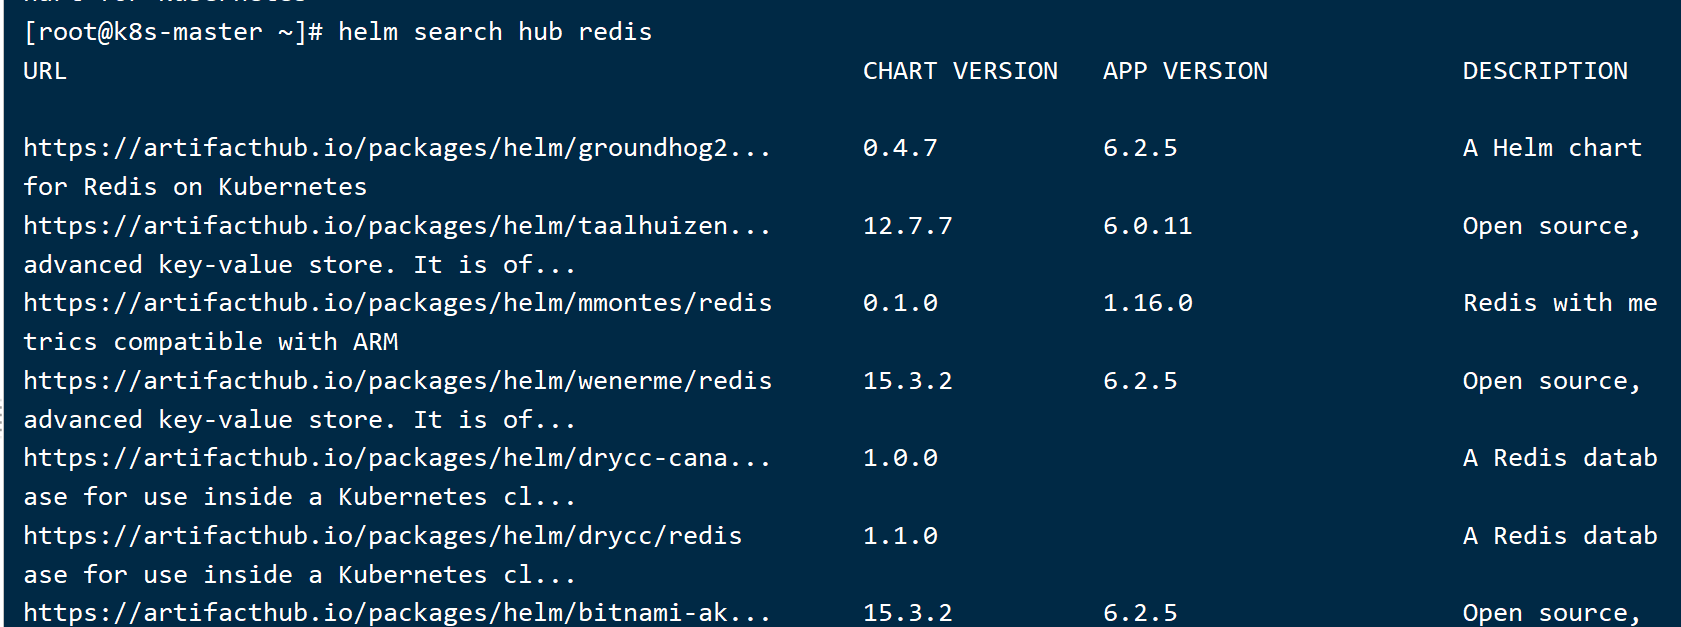 [root@k8s-master ~]# helm search hub redis
URL CHART VERSION APP VERSION DESCRIPTION
https://artifacthub.io/packages/helm/groundhog2... 0.4.7 6.2.5 A Helm chart
for Redis on Kubernetes
https://artifacthub.io/packages/helm/taalhuizen... 12.7.7 6.0.11 Open source,
advanced key-value store. It is of...
https://artifacthub.io/packages/helm/mmontes/redis 0.1.0 1.16.0 Redis with me
trics compatible with ARM
https://artifacthub.io/packages/helm/wenerme/redis 15.3.2 6.2.5 Open source,
advanced key-value store. It is of...
https://artifacthub.io/packages/helm/drycc-cana... 1.0.0 A Redis datab
ase for use inside a Kubernetes cl...
https://artifacthub.io/packages/helm/drycc/redis 1.1.0 A Redis datab
ase for use inside a Kubernetes cl...
https://artifacthub.io/packages/helm/bitnami-ak... 15.3.2 6.2.5 Open source,